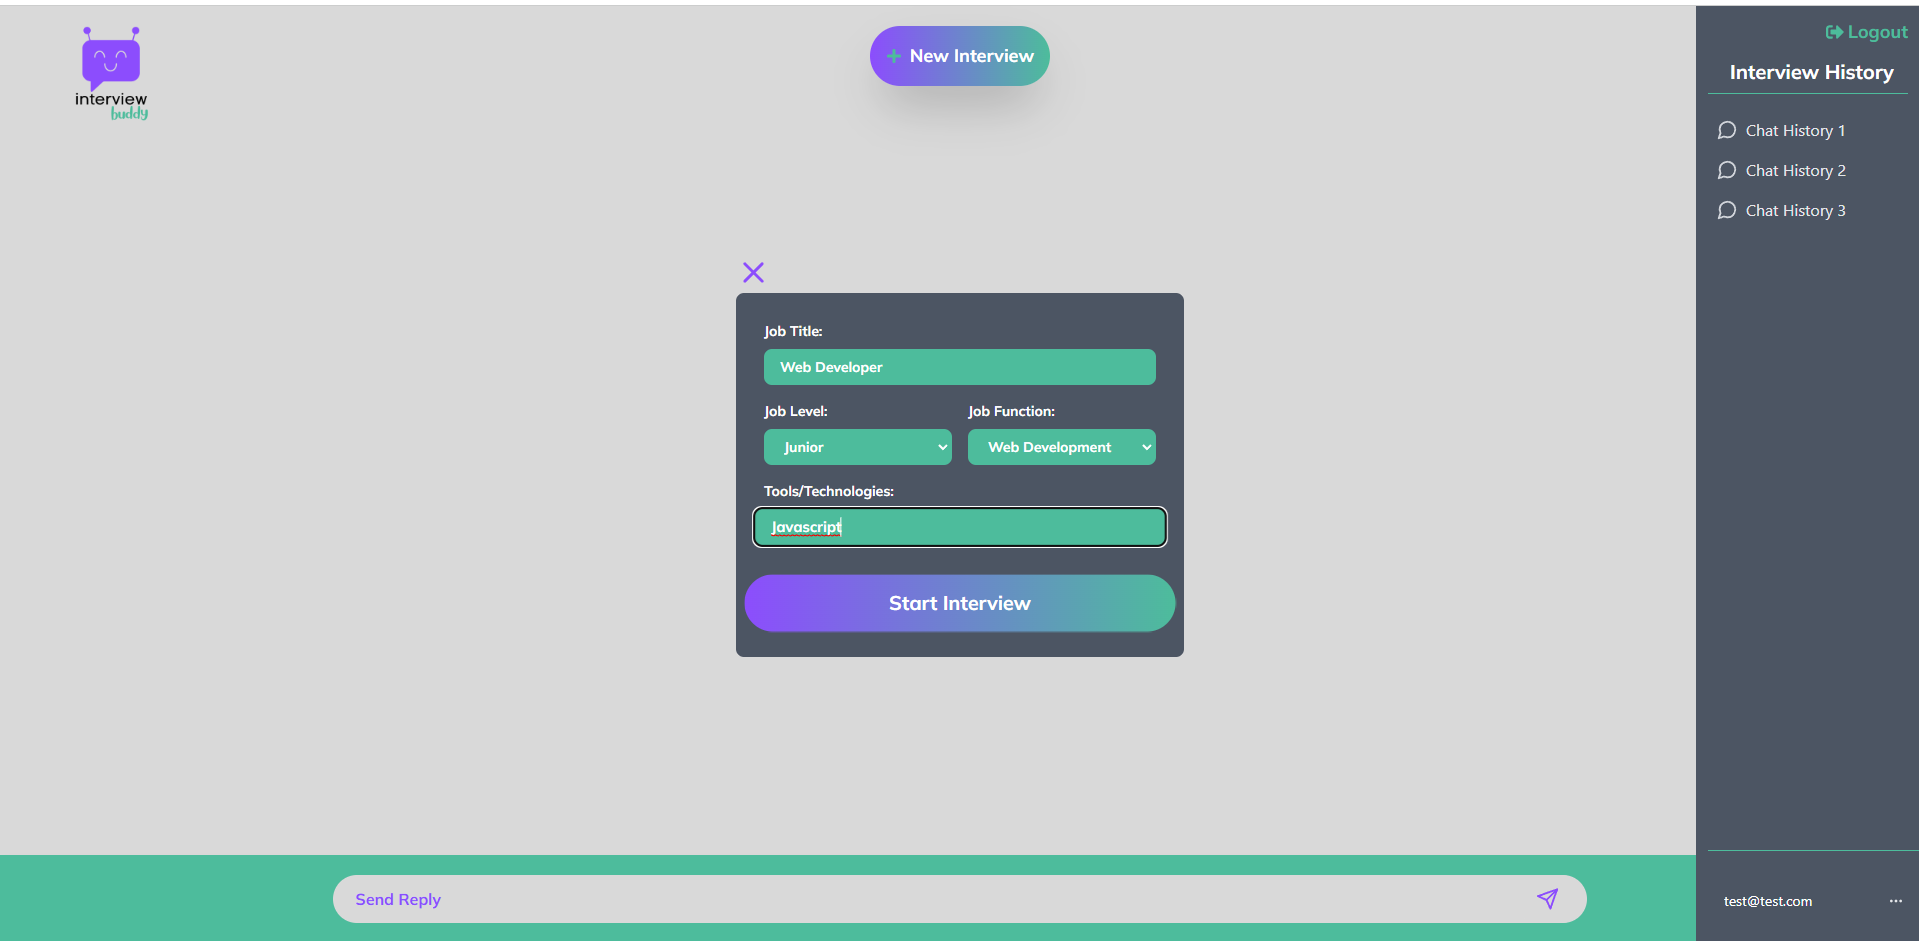 interview
buddy
New Interview
Logout
Interview History
Chat History 1
Chat History 2
Chat History 3
Job Title:
Web Developer
Job Level:
Job Function:
Junior
Web Development
Tools/Technologies:
Javascript
Start Interview
Send Reply
test@test.com